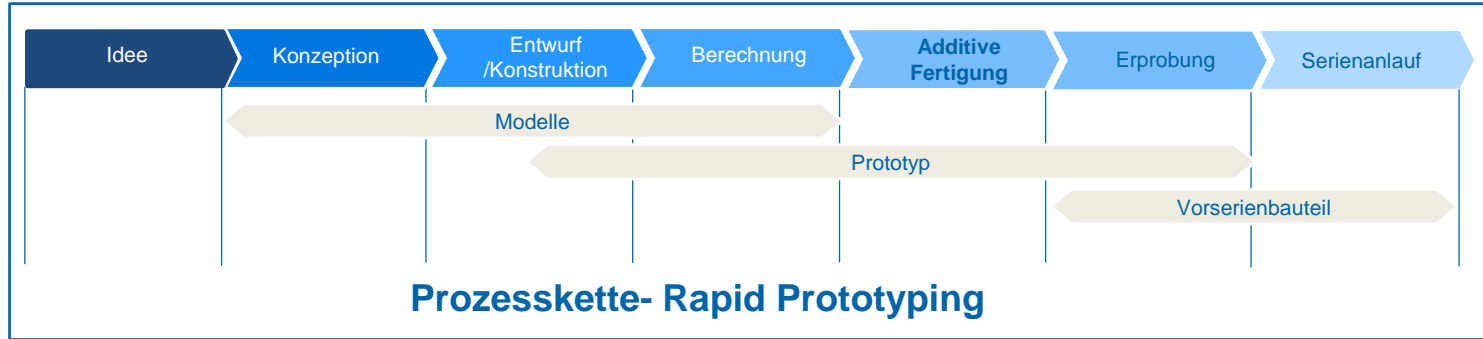 Idee
Konzeption
Entwurf
/Konstruktion
Berechnung
Additive
Fertigung
Erprobung
Serienanlauf
Modelle
Prototyp
Vorserienbauteil
Prozesskette- Rapid Prototyping